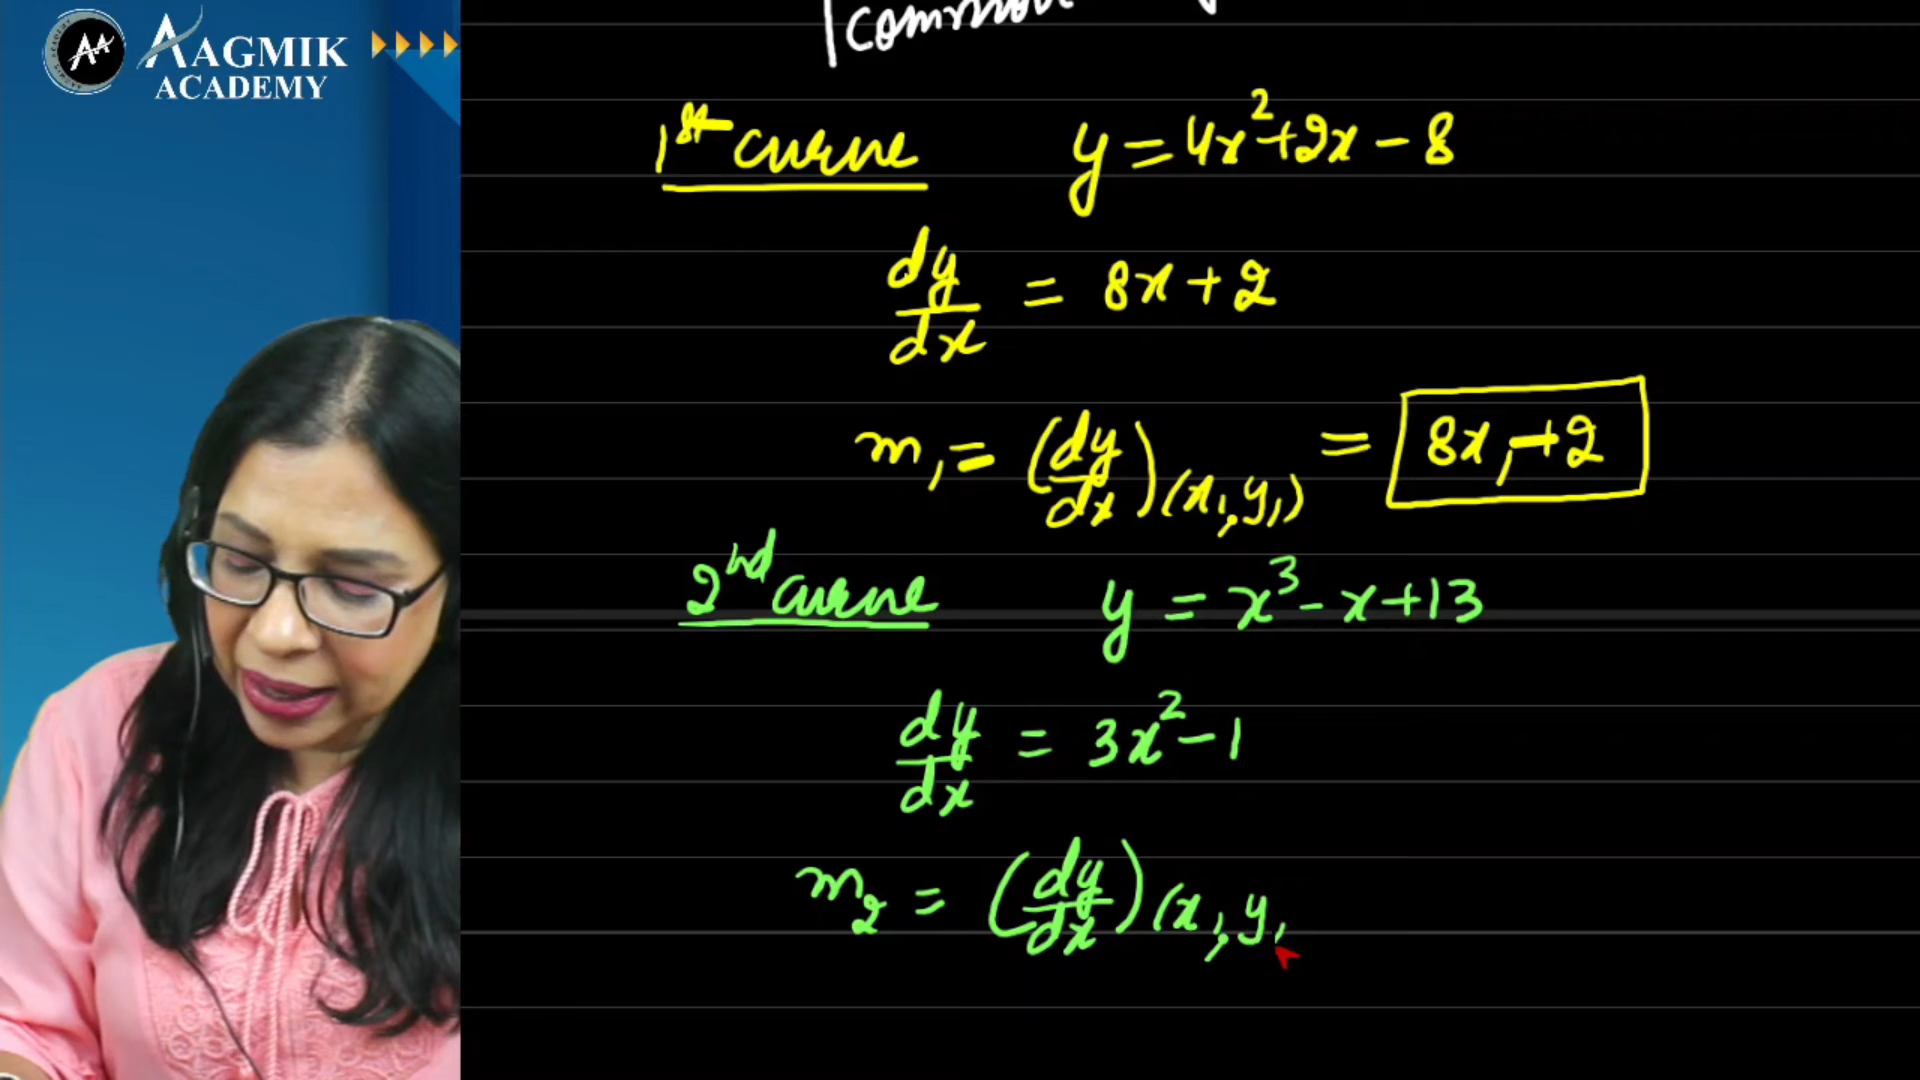 AAGMIK
ACADEMY
common
1st curve y = 4x²+2x - 8
dy/dx = 8x + 2
m₁ = (dy/dx)(x₁, y₁) = 8x₁+2
2nd curve y = x³ - x + 13
dy/dx = 3x² - 1
m₂ = (dy/dx)(x₁, y₁